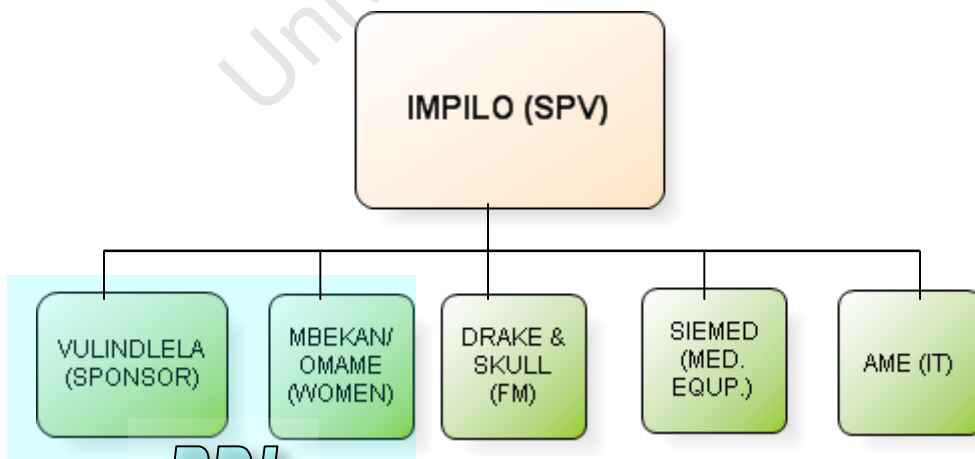 IMPILO (SPV)
VULINDLELA
(SPONSOR)
MBEKAN/
OMAME
(WOMEN)
DRAKE &
SKULL
(FM)
SIEMED
(MED.
EQUP.)
AME (IT)